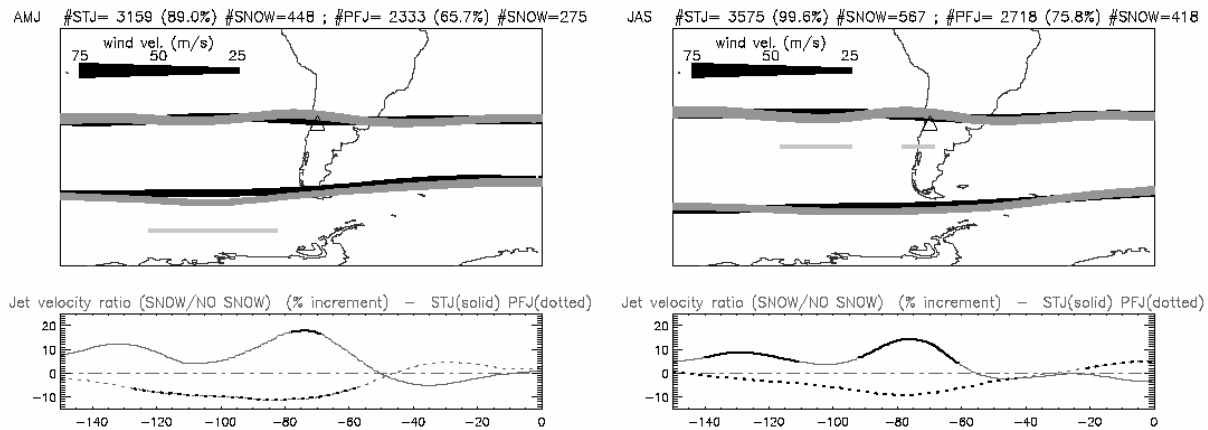 AMJ #STJ= 3159 (89.0%) #SNOW=448 ; #PFJ= 2333 (65.7%) #SNOW=275
wind vel. (m/s)
75 50 25
Jet velocity ratio (SNOW/NO SNOW) (% increment) – STJ(solid) PFJ(dotted)
20
10
0
-10
-140 -120 -100 -80 -60 -40 -20 0
JAS #STJ= 3575 (99.6%) #SNOW=567 ; #PFJ= 2718 (75.8%) #SNOW=418
wind vel. (m/s)
75 50 25
Jet velocity ratio (SNOW/NO SNOW) (% increment) – STJ(solid) PFJ(dotted)
20
10
0
-10
-140 -120 -100 -80 -60 -40 -20 0